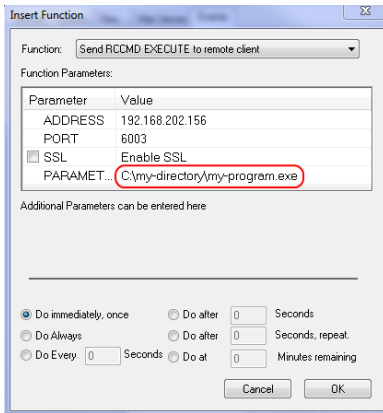 Insert Function
Function: Send RCCMD EXECUTE to remote client
Function Parameters:
Parameter Value
ADDRESS 192.168.202.156
PORT 6003
SSL Enable SSL
PARAMET... C:\my-directory\my-program.exe
Additional Parameters can be entered here
Do immediately, once Do after 0 Seconds
Do Always Do after 0 Seconds, repeat.
Do Every 0 Seconds Do at 0 Minutes remaining
Cancel OK